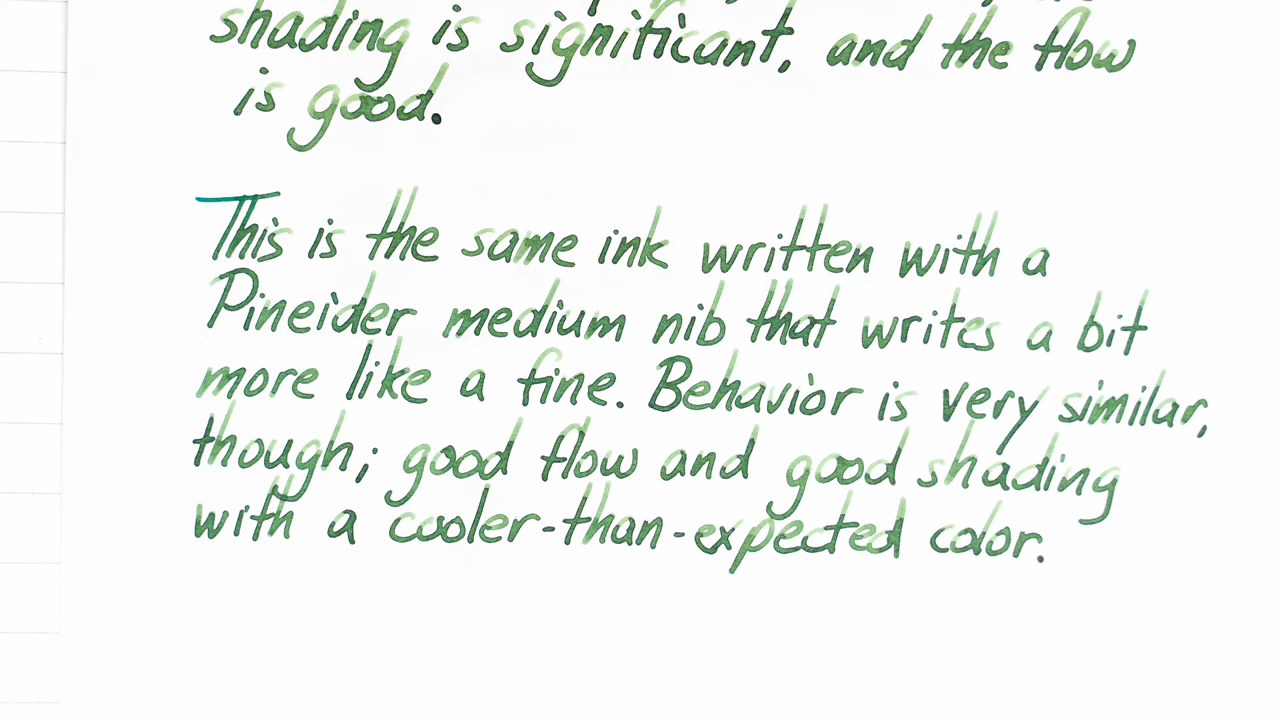 shading is significant, and the flow
is good.
This is the same ink written with a
Pineider medium nib that writes a bit
more like a fine. Behavior is very similar,
though; good flow and good shading
with a cooler-than-expected color.